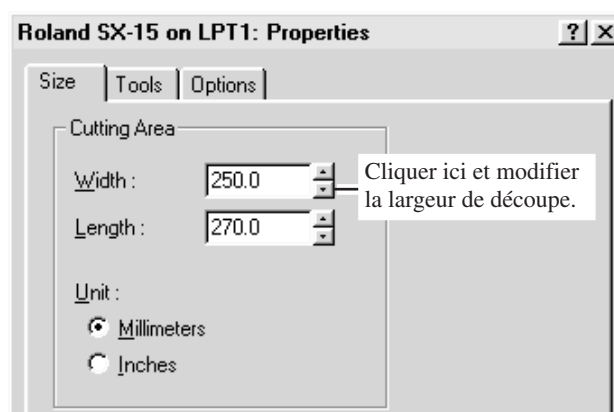 Roland SX-15 on LPT1: Properties
Size Tools Options
Cutting Area
Width : 250.0
Cliquer ici et modifier
la largeur de découpe.
Length : 270.0
Unit :
Millimeters
Inches